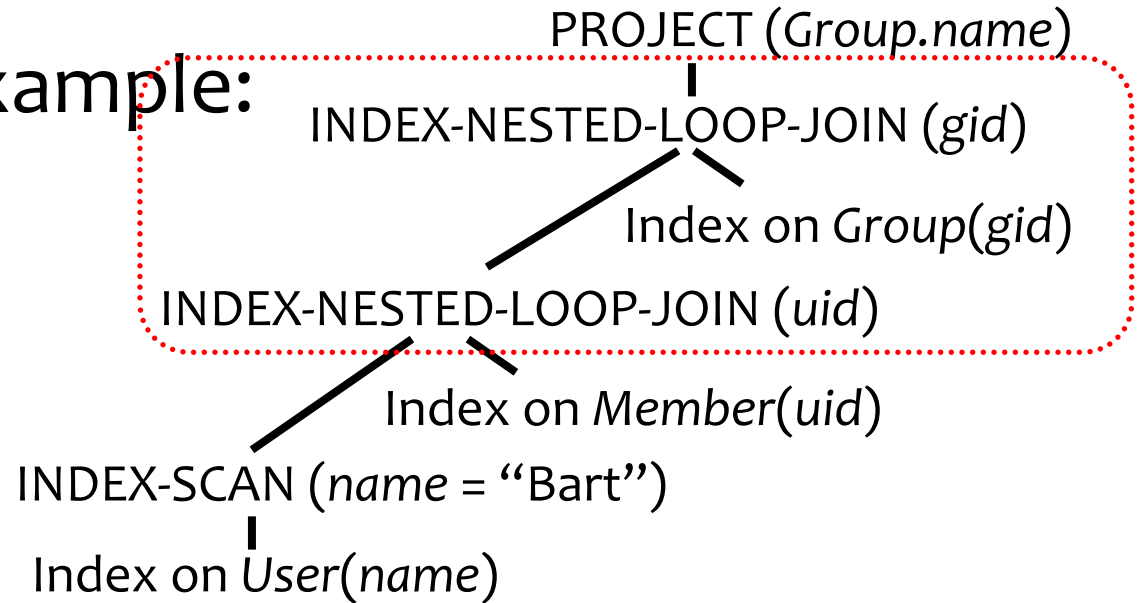 PROJECT (Group.name)
xample:
INDEX-NESTED-LOOP-JOIN (gid)
Index on Group(gid)
INDEX-NESTED-LOOP-JOIN (uid)
Index on Member(uid)
INDEX-SCAN (name = “Bart”)
Index on User(name)